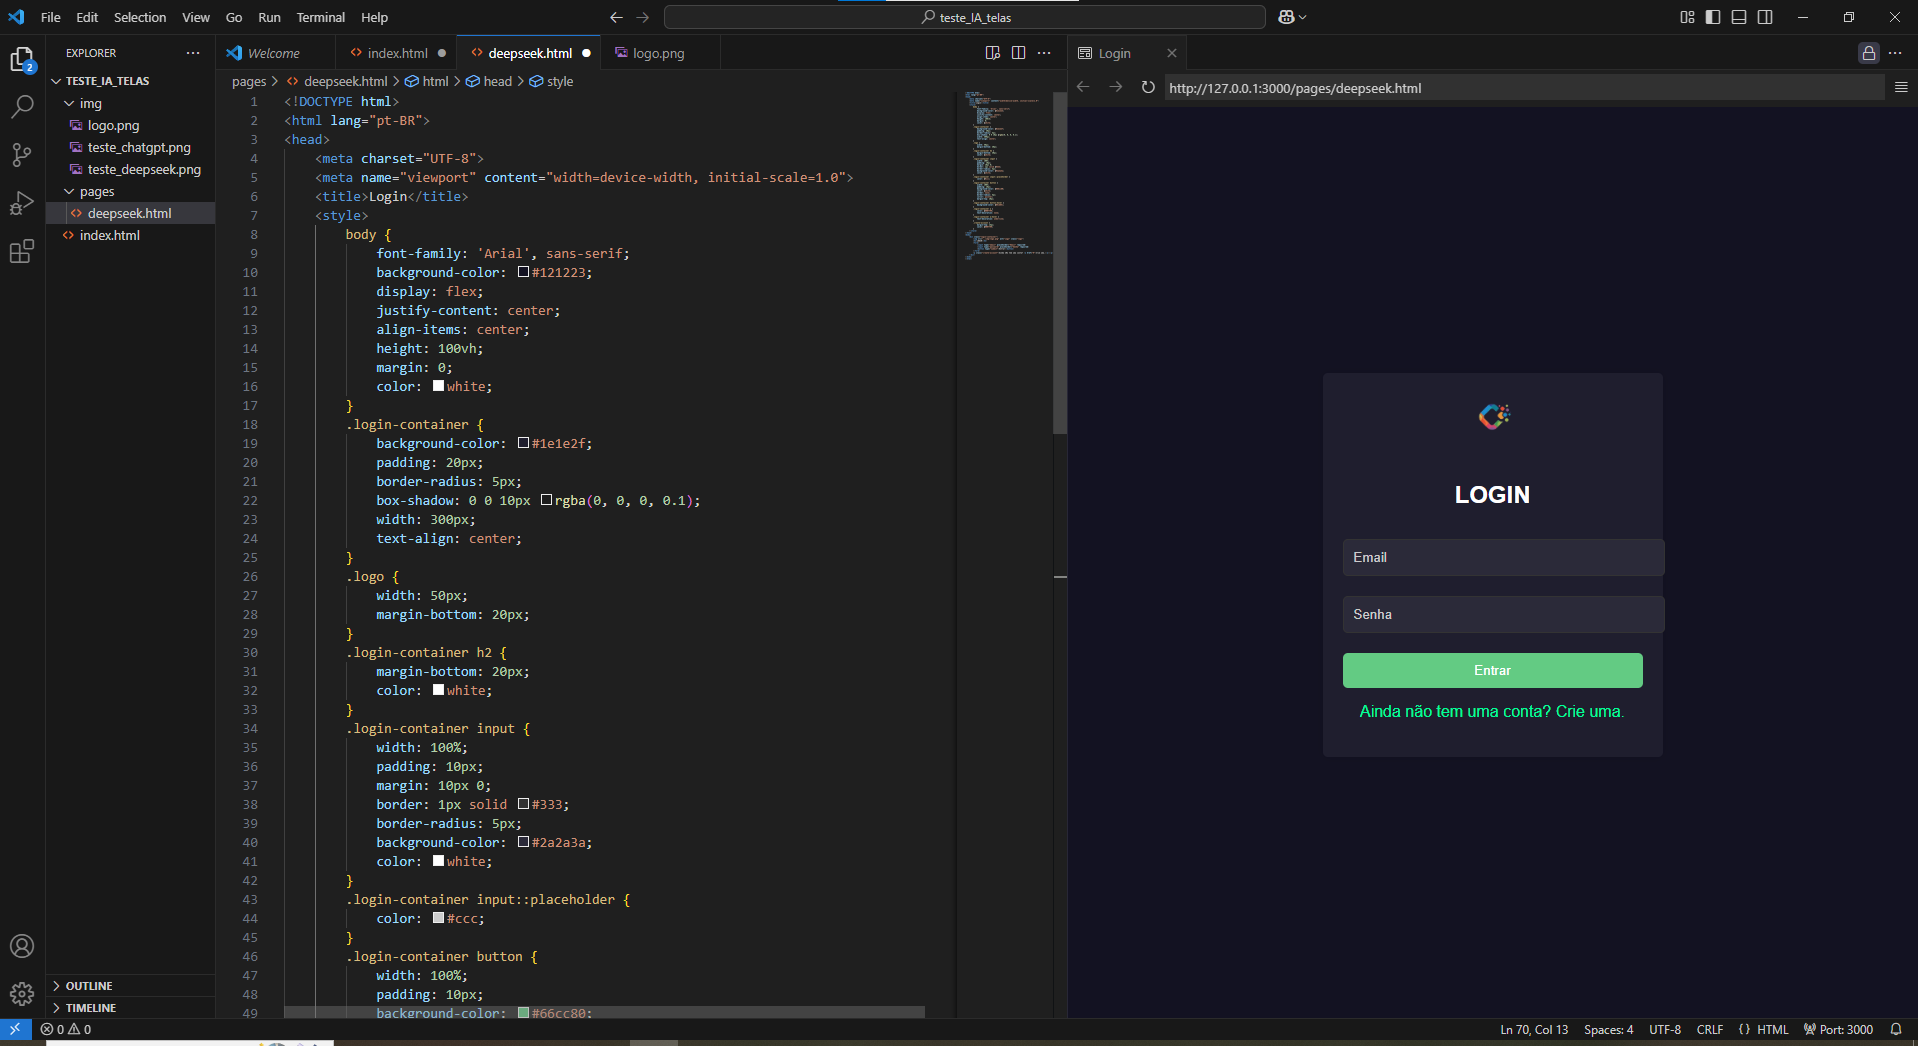 File Edit Selection View Go Run Terminal Help
teste_IA_telas
EXPLORER
TESTE_IA_TELAS
img
logo.png
teste_chatgpt.png
teste_deepseek.png
pages
deepseek.html
index.html
OUTLINE
TIMELINE
2
Welcome
index.html
deepseek.html
logo.png
pages > deepseek.html > html > head > style
1 <!DOCTYPE html>
2 <html lang="pt-BR">
3 <head>
4 <meta charset="UTF-8">
5 <meta name="viewport" content="width=device-width, initial-scale=1.0">
6 <title>Login</title>
7 <style>
8 body {
9 font-family: 'Arial', sans-serif;
10 background-color: #121223;
11 display: flex;
12 justify-content: center;
13 align-items: center;
14 height: 100vh;
15 margin: 0;
16 color: white;
17 }
18 .login-container {
19 background-color: #1e1e2f;
20 padding: 20px;
21 border-radius: 5px;
22 box-shadow: 0 0 10px rgba(0, 0, 0, 0.1);
23 width: 300px;
24 text-align: center;
25 }
26 .logo {
27 width: 50px;
28 margin-bottom: 20px;
29 }
30 .login-container h2 {
31 margin-bottom: 20px;
32 color: white;
33 }
34 .login-container input {
35 width: 100%;
36 padding: 10px;
37 margin: 10px 0;
38 border: 1px solid #333;
39 border-radius: 5px;
40 background-color: #2a2a3a;
41 color: white;
42 }
43 .login-container input::placeholder {
44 color: #ccc;
45 }
46 .login-container button {
47 width: 100%;
48 padding: 10px;
49 background-color: #66cc80;
Login
http://127.0.0.1:3000/pages/deepseek.html
LOGIN
Email
Senha
Entrar
Ainda não tem uma conta? Crie uma.
0 0
Ln 70, Col 13 Spaces: 4 UTF-8 CRLF {} HTML Port: 3000